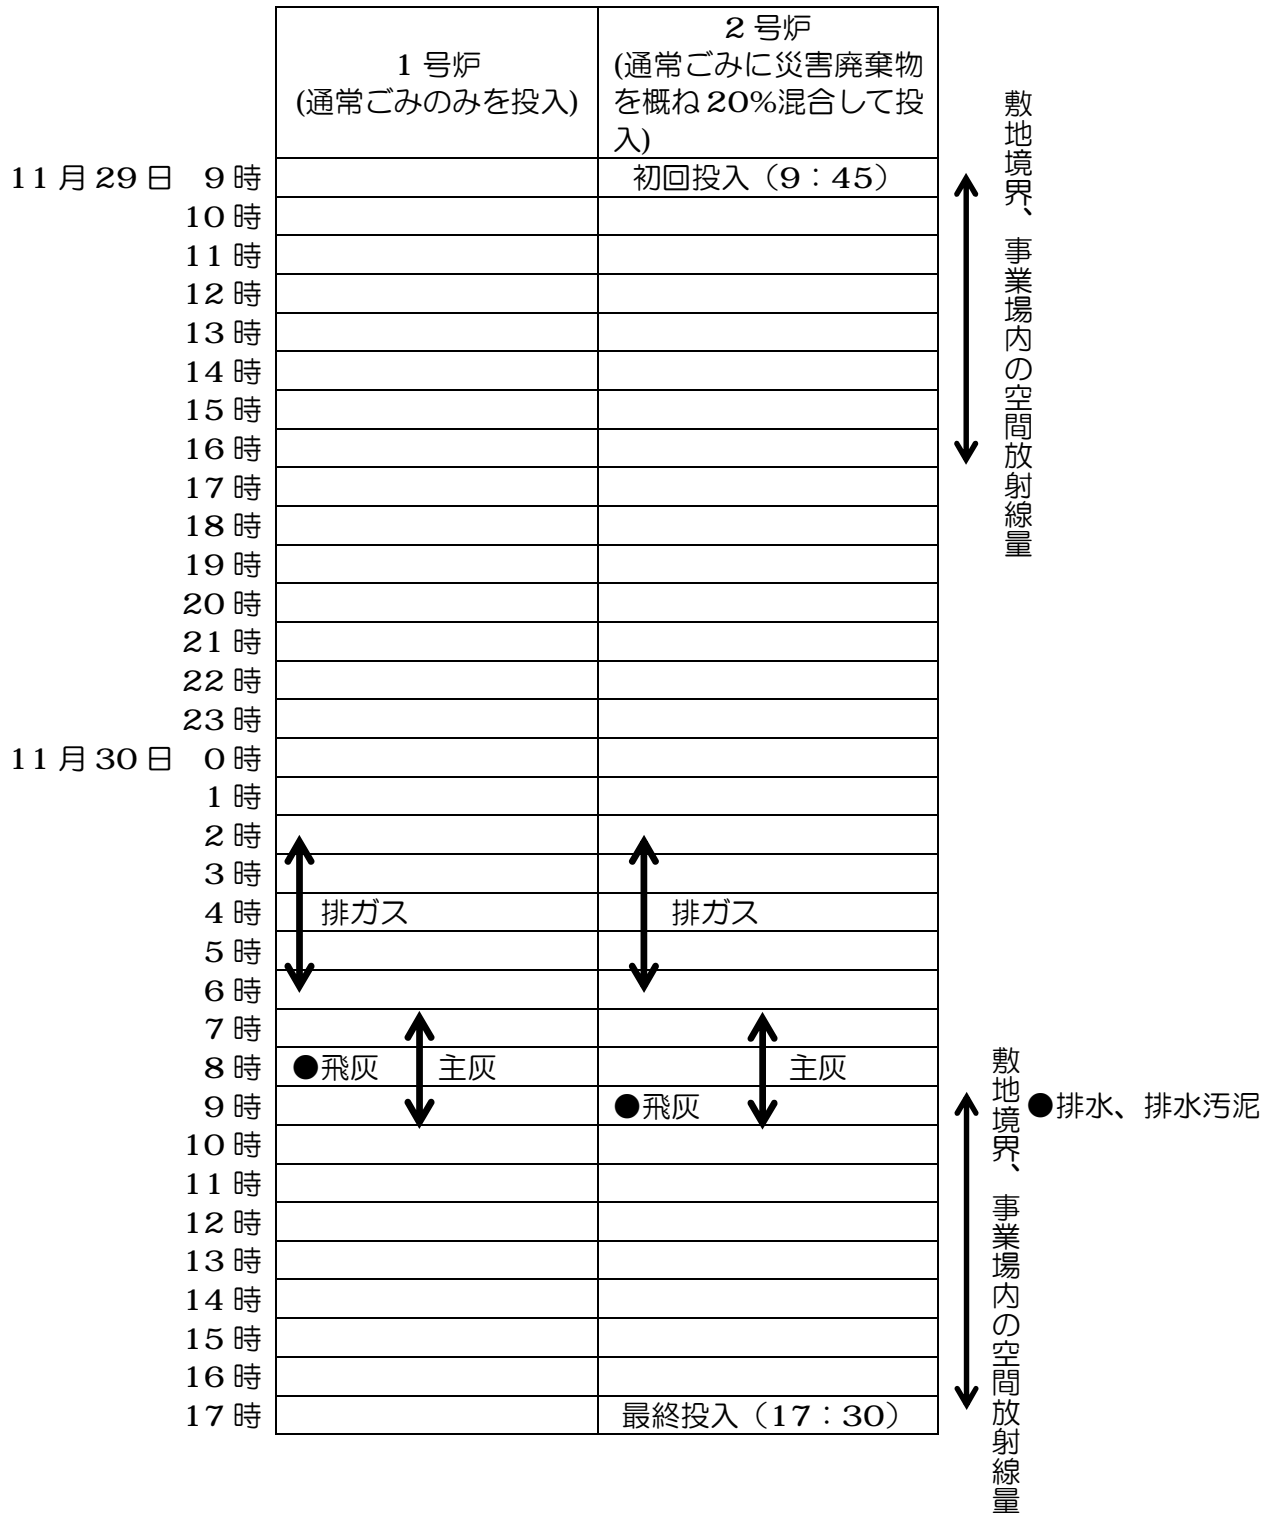 1 号炉
(通常ごみのみを投入)
2 号炉
(通常ごみに災害廃棄物
を概ね 20%混合して投
入)
11 月 29 日 9 時
初回投入（9：45）
10 時
11 時
12 時
13 時
14 時
15 時
16 時
17 時
18 時
19 時
20 時
21 時
22 時
23 時
敷地境界、事業場内の空間放射線量
11 月 30 日 0 時
1 時
2 時
3 時
4 時
排ガス
排ガス
5 時
6 時
7 時
8 時
●飛灰
主灰
主灰
9 時
●飛灰
●排水、排水汚泥
10 時
11 時
12 時
13 時
14 時
15 時
16 時
17 時
最終投入（17：30）
敷地境界、事業場内の空間放射線量